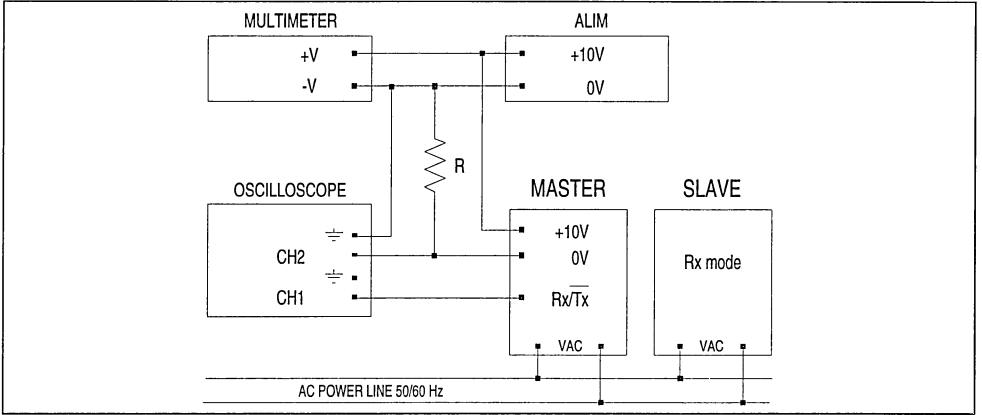 MULTIMETER
+V
-V
ALIM
+10V
0V
R
OSCILLOSCOPE
CH2
CH1
MASTER
+10V
0V
Rx/T̅x̅
VAC
SLAVE
Rx mode
VAC
AC POWER LINE 50/60 Hz